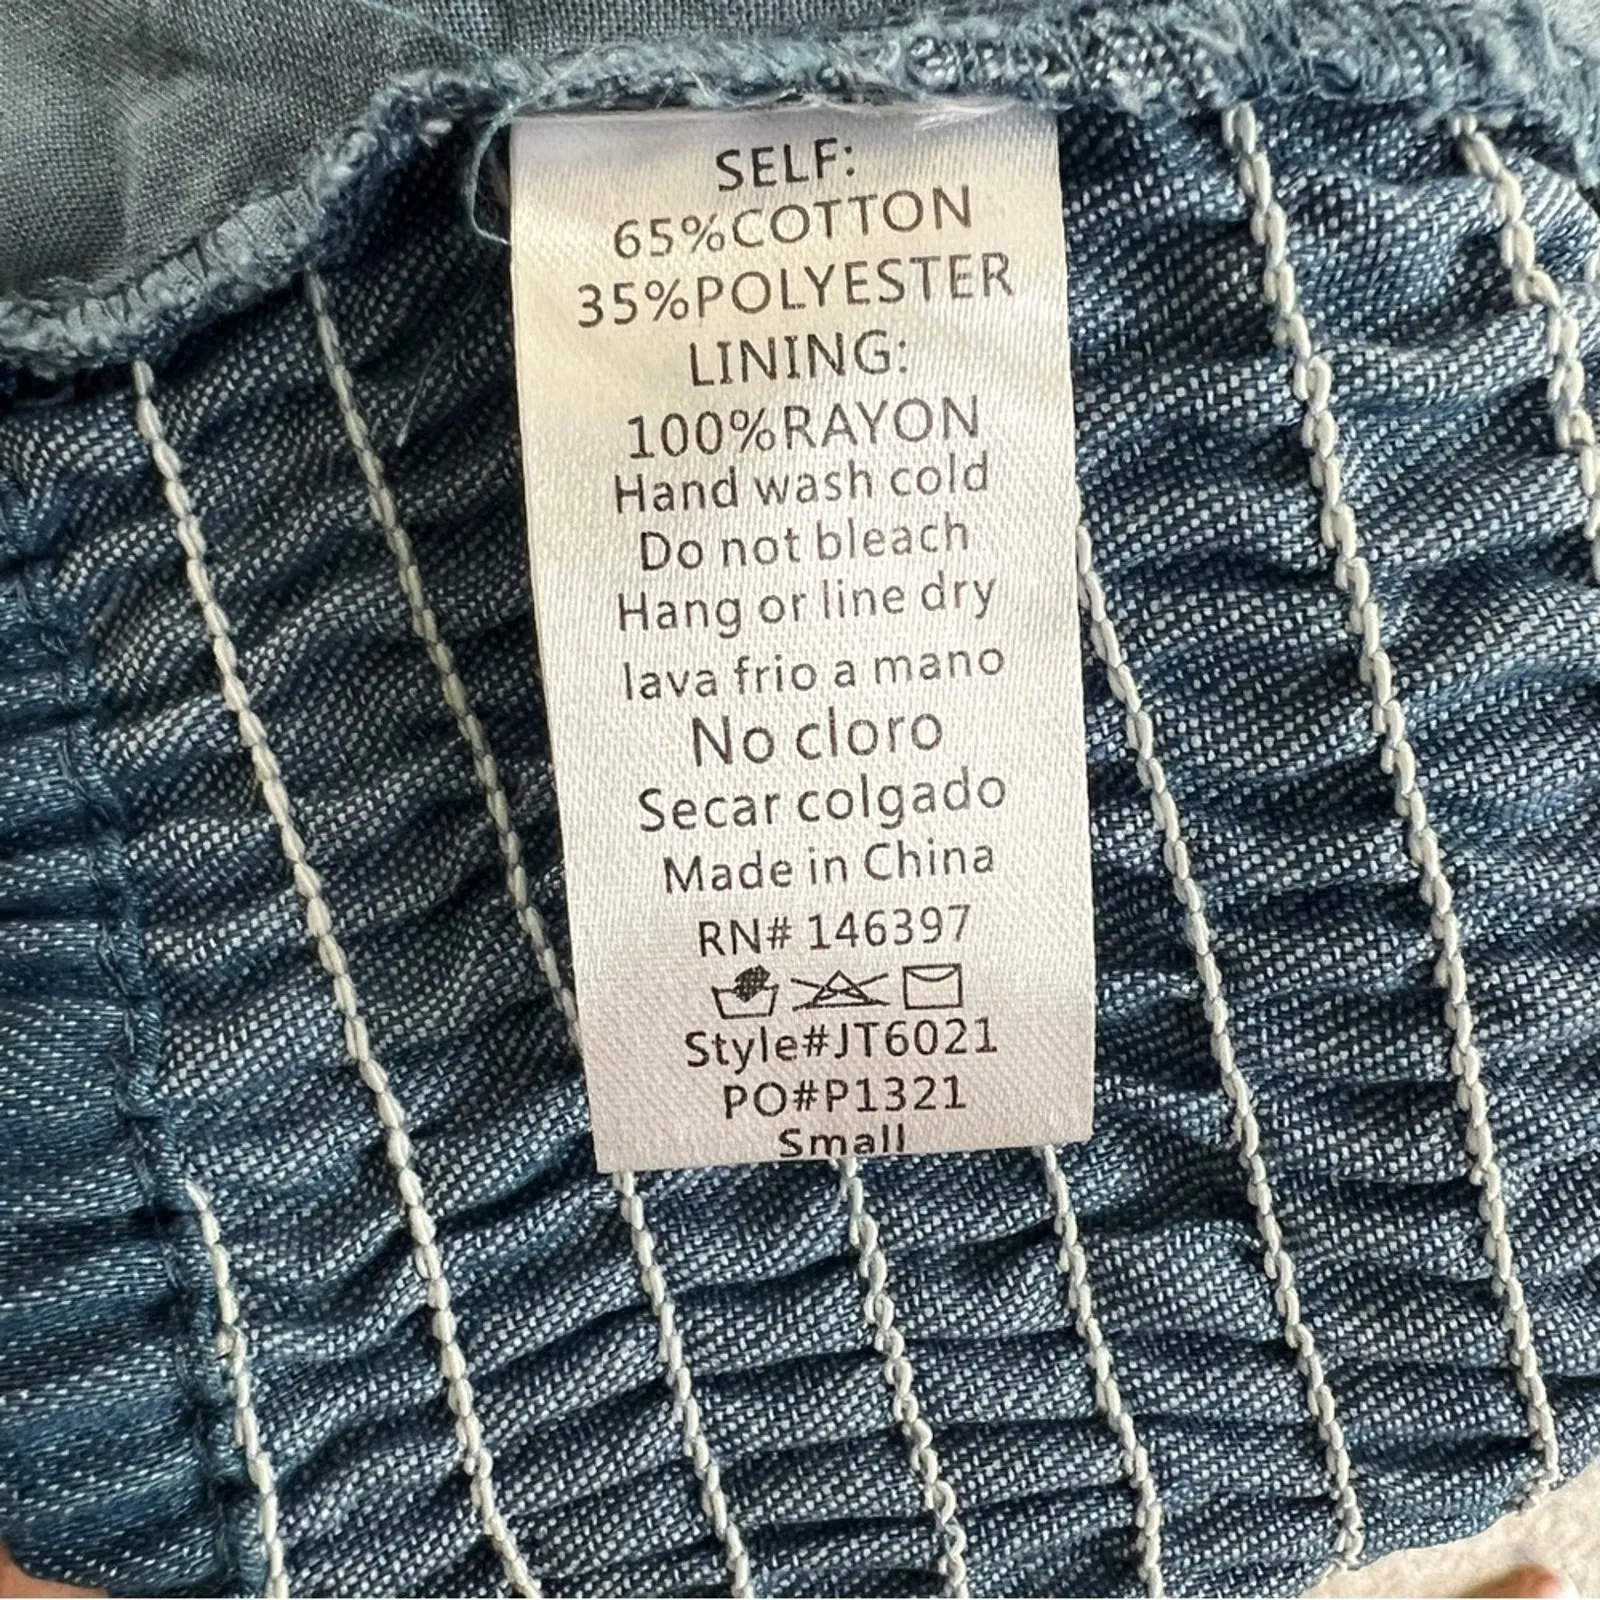 SELF:
65%COTTON
35%POLYESTER
LINING:
100%RAYON
Hand wash cold
Do not bleach
Hang or line dry
lava frio a mano
No cloro
Secar colgado
Made in China
RN# 146397
Style#JT6021
PO#P1321
Small